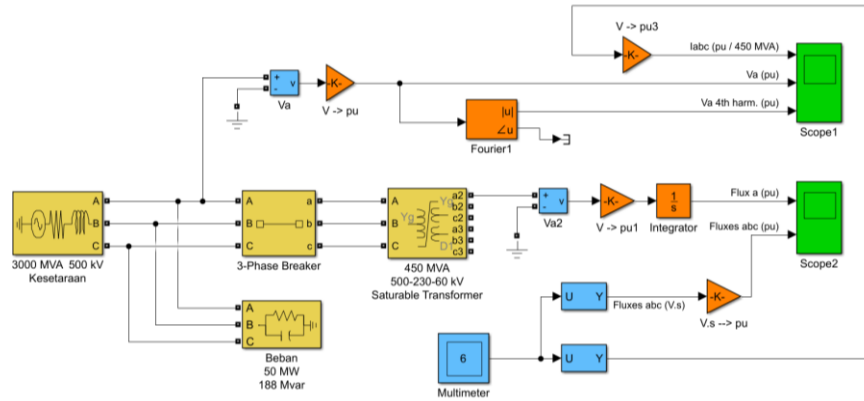 V -> pu3
Iabc (pu / 450 MVA)
+
-
v
Va
-K-
V -> pu
-K-
Va (pu)
|u|
∠u
Fourier1
Va 4th harm. (pu)
Scope1
A
B
C
3000 MVA 500 kV
Kesetaraan
A
B
C
a
b
c
3-Phase Breaker
A
B
C
Yg
Yg
D1
a2
b2
c2
a3
b3
c3
450 MVA
500-230-60 kV
Saturable Transformer
+
-
v
Va2
-K-
V -> pu1
1
s
Integrator
Flux a (pu)
Fluxes abc (pu)
Scope2
A
B
C
Beban
50 MW
188 Mvar
6
Multimeter
U
Y
Fluxes abc (V.s)
-K-
V.s --> pu
U
Y